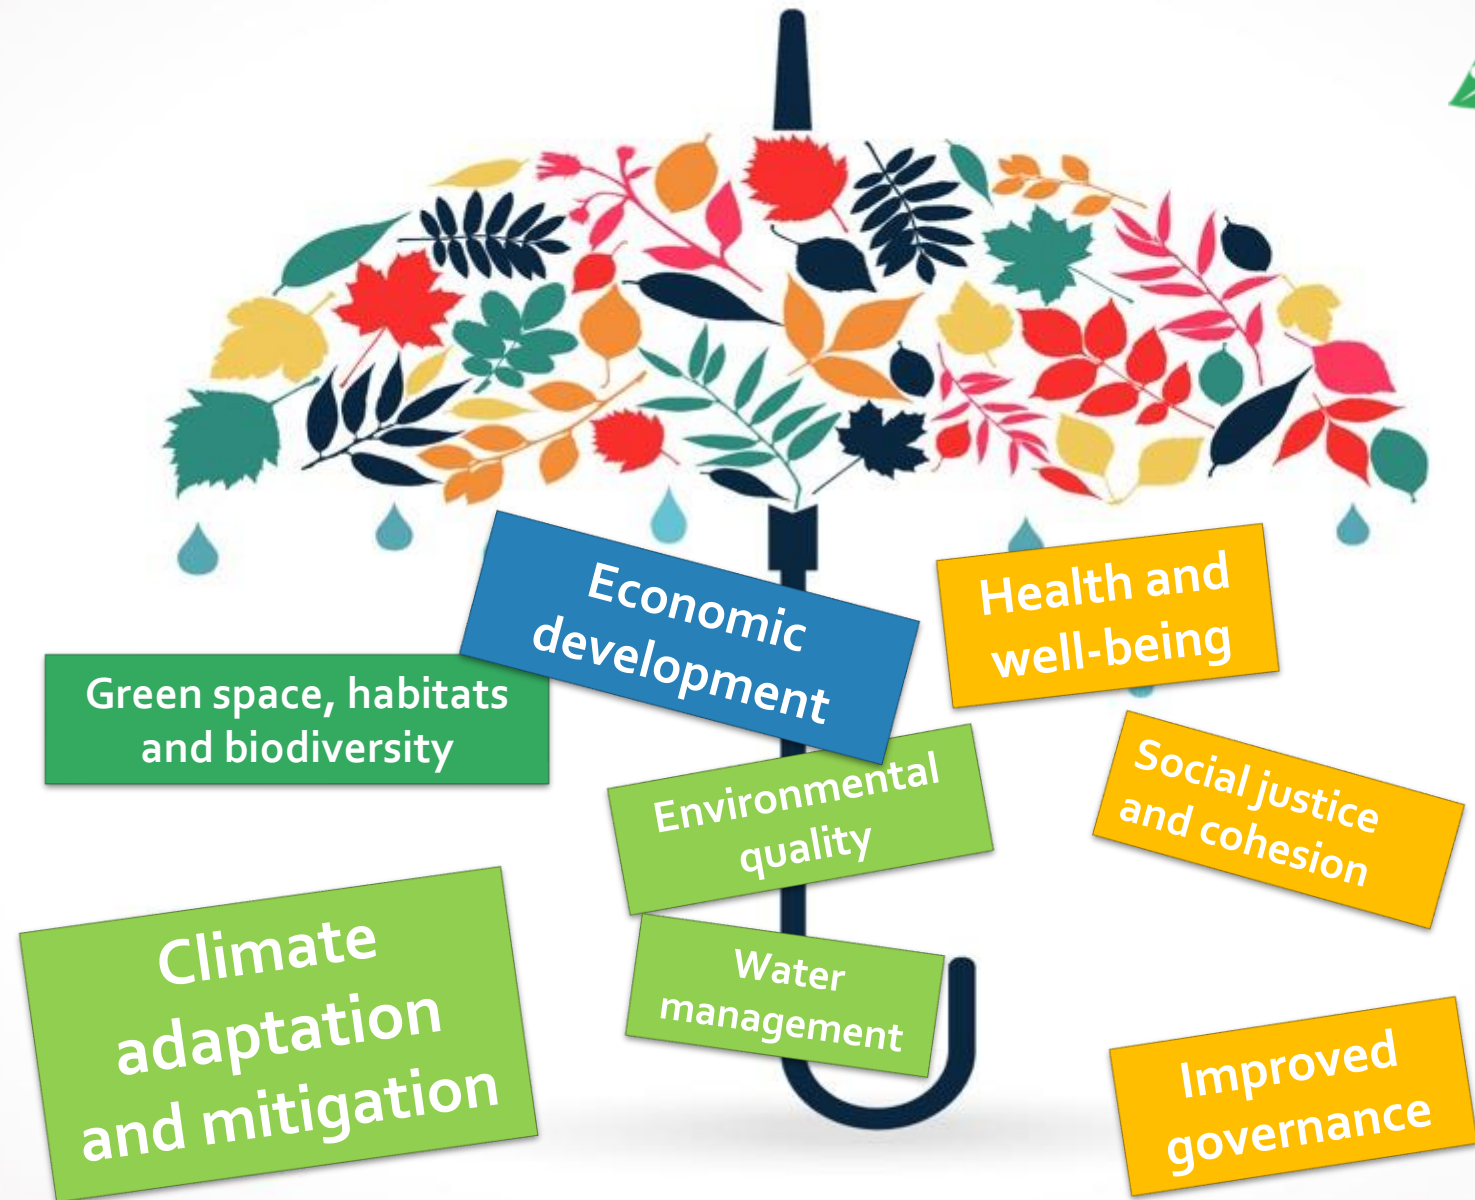 Economic
development
Health and
well-being
Green space, habitats
and biodiversity
Environmental
quality
Social justice
and cohesion
Climate
adaptation
and mitigation
Water
management
Improved
governance